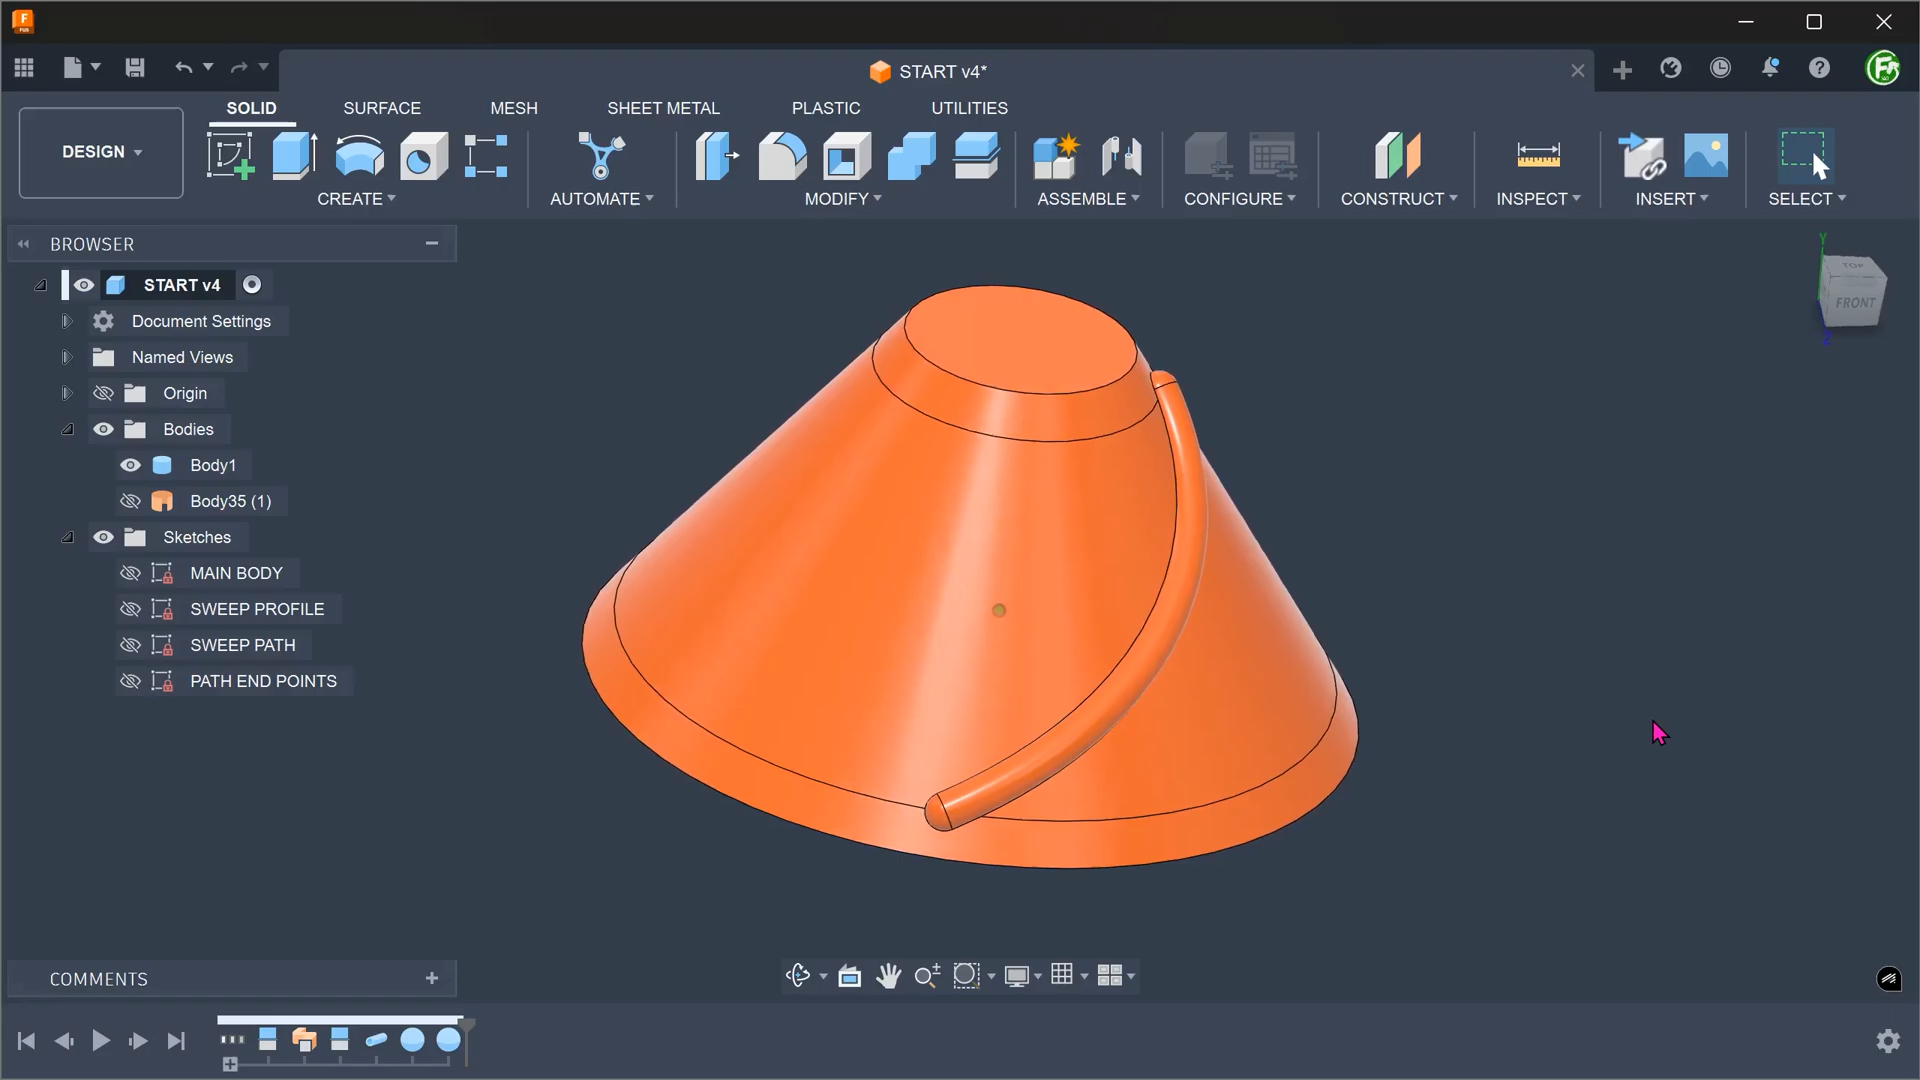 START v4*
SOLID SURFACE MESH SHEET METAL PLASTIC UTILITIES
DESIGN
CREATE AUTOMATE MODIFY ASSEMBLE CONFIGURE CONSTRUCT INSPECT INSERT SELECT
BROWSER
START v4
Document Settings
Named Views
Origin
Bodies
Body1
Body35 (1)
Sketches
MAIN BODY
SWEEP PROFILE
SWEEP PATH
PATH END POINTS
Y
TOP
FRONT
Z
COMMENTS